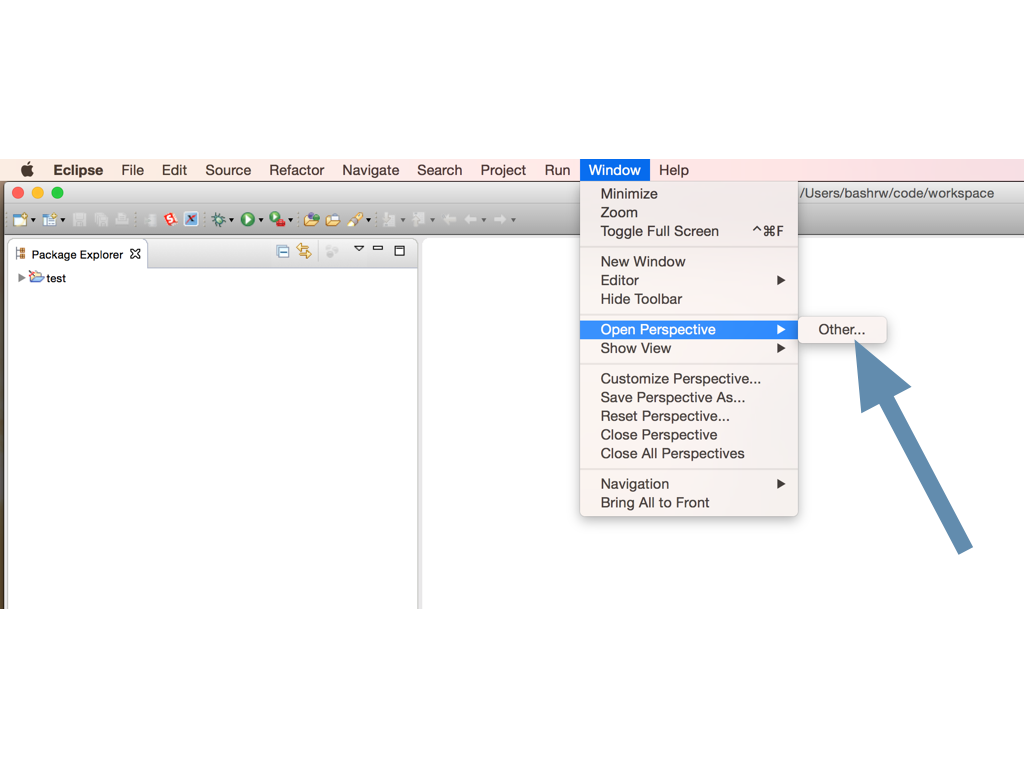 Eclipse File Edit Source Refactor Navigate Search Project Run Window Help
/Users/bashrw/code/workspace
Package Explorer
test
Minimize
Zoom
Toggle Full Screen ^⌘F
New Window
Editor
Hide Toolbar
Open Perspective
Other...
Show View
Customize Perspective...
Save Perspective As...
Reset Perspective...
Close Perspective
Close All Perspectives
Navigation
Bring All to Front